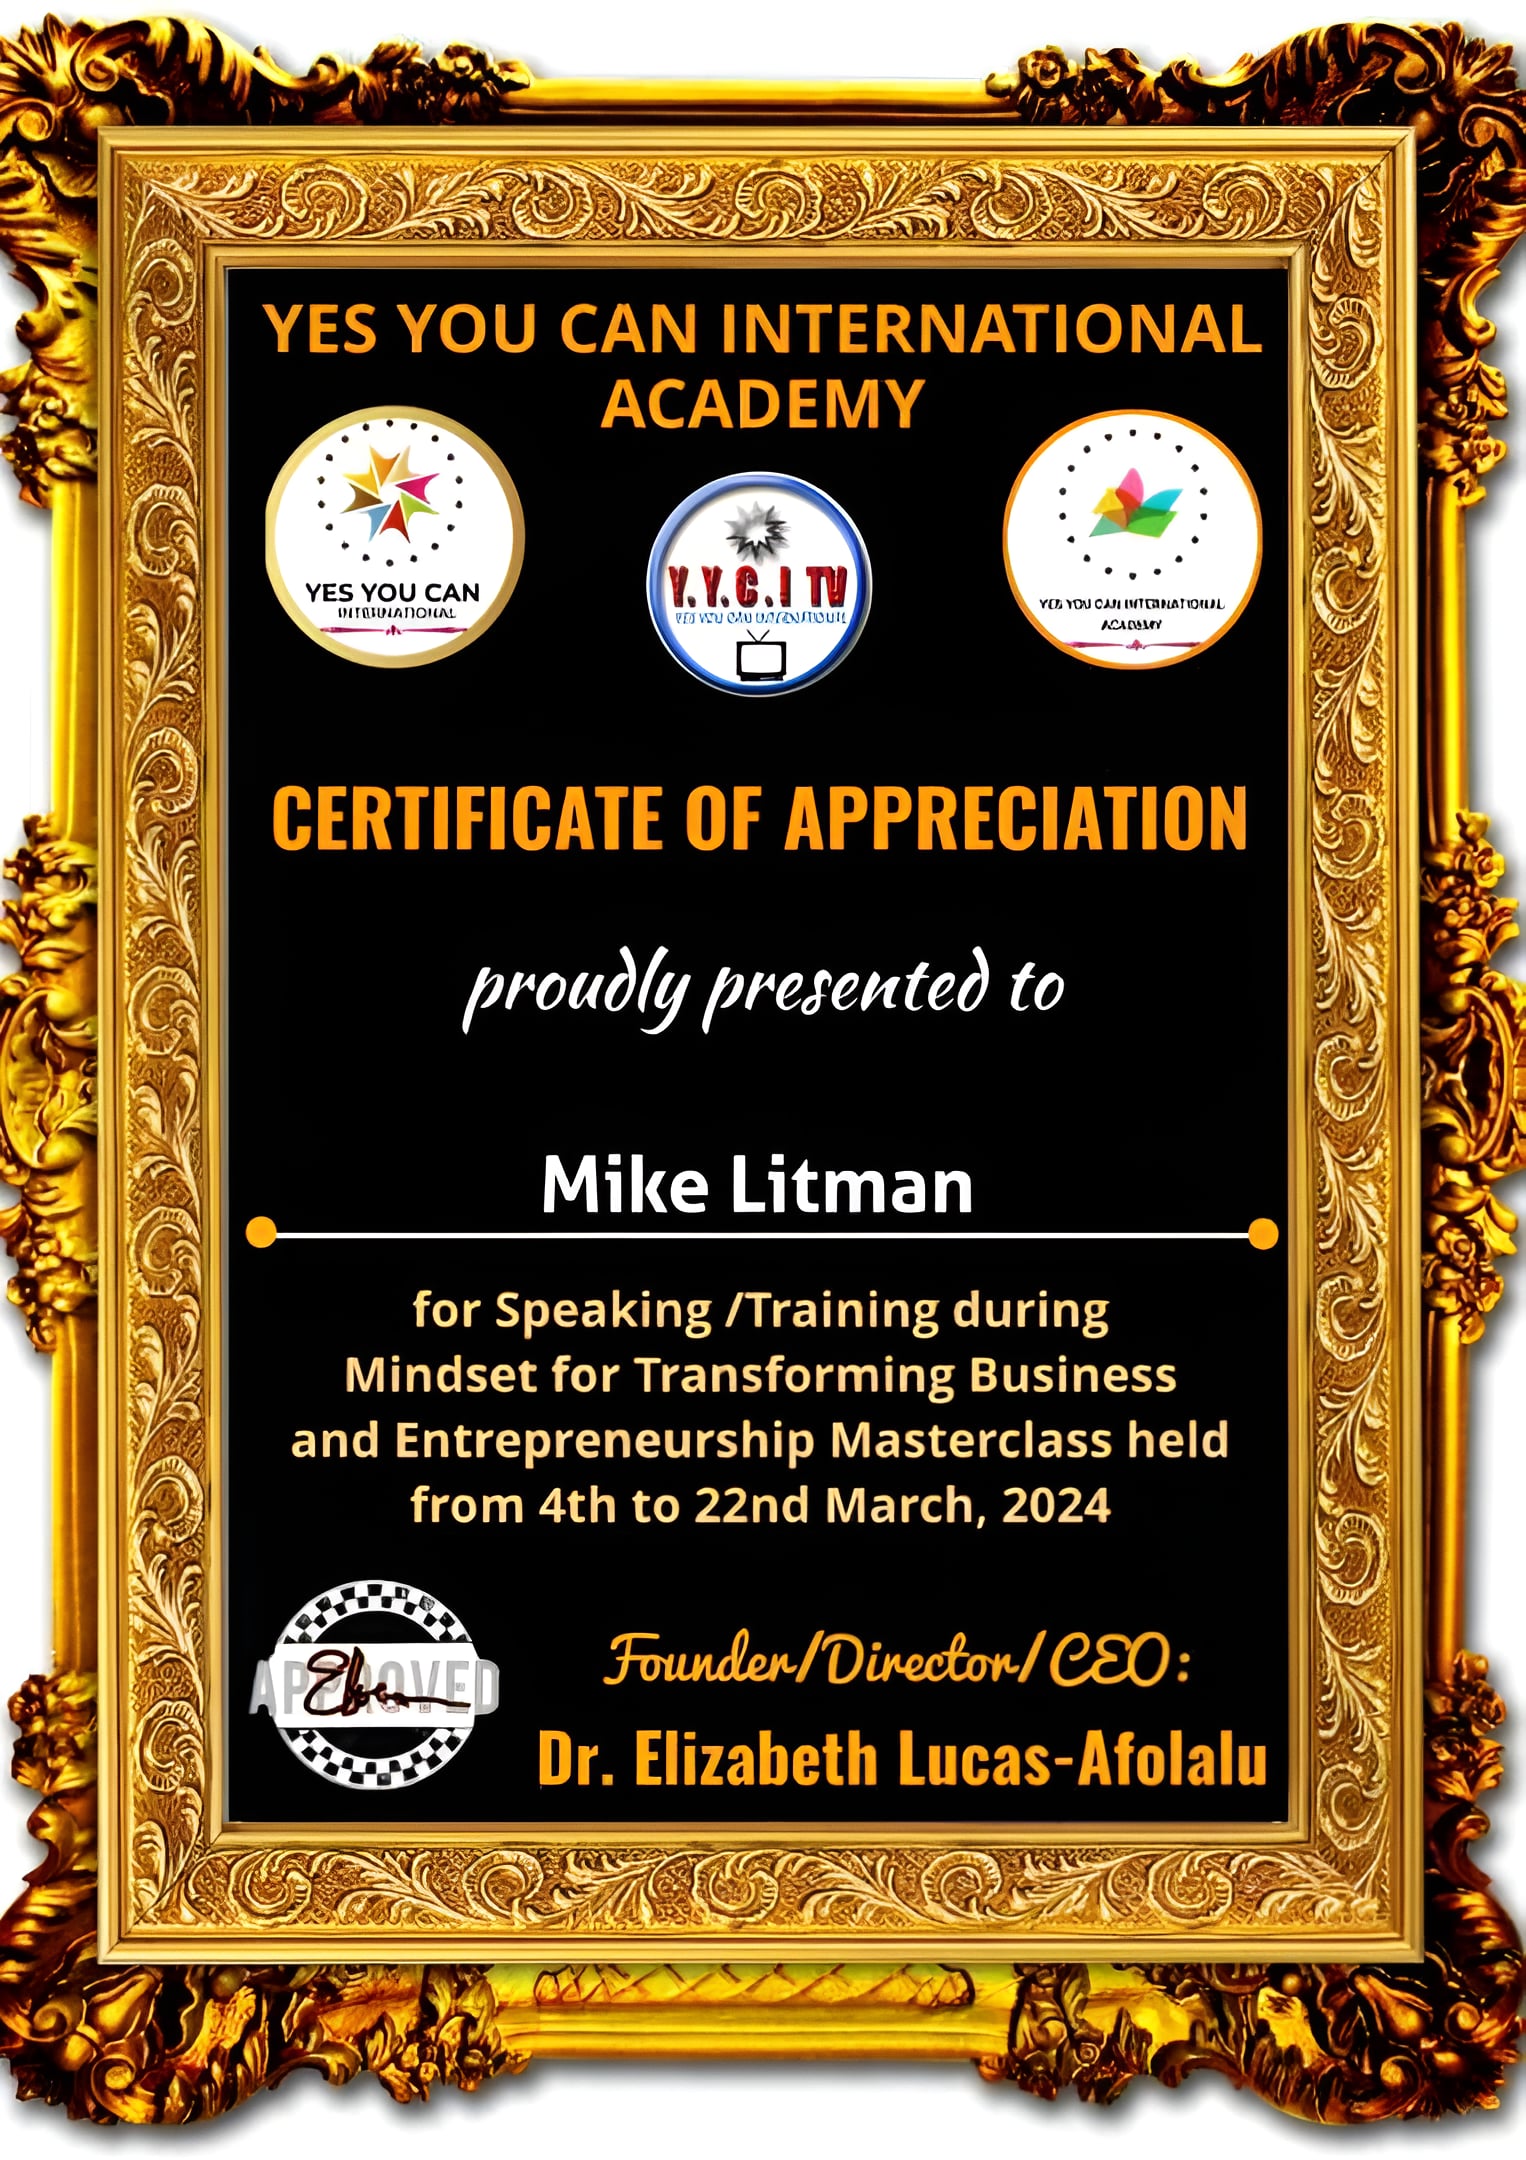 YES YOU CAN INTERNATIONAL
ACADEMY
YES YOU CAN
INTERNATIONAL
Y.Y.C.I TV
YES YOU CAN INTERNATIONAL
YES YOU CAN INTERNATIONAL
ACADEMY
CERTIFICATE OF APPRECIATION
proudly presented to
Mike Litman
for Speaking /Training during
Mindset for Transforming Business
and Entrepreneurship Masterclass held
from 4th to 22nd March, 2024
APPROVED
Founder/Director/CEO:
Dr. Elizabeth Lucas-Afolalu